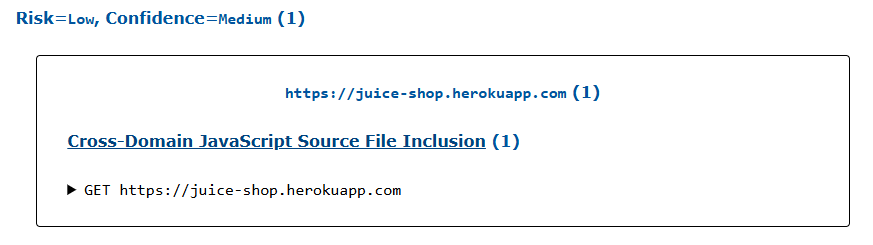 Risk=Low, Confidence=Medium (1)
https://juice-shop.herokuapp.com (1)
Cross-Domain JavaScript Source File Inclusion (1)
▶ GET https://juice-shop.herokuapp.com